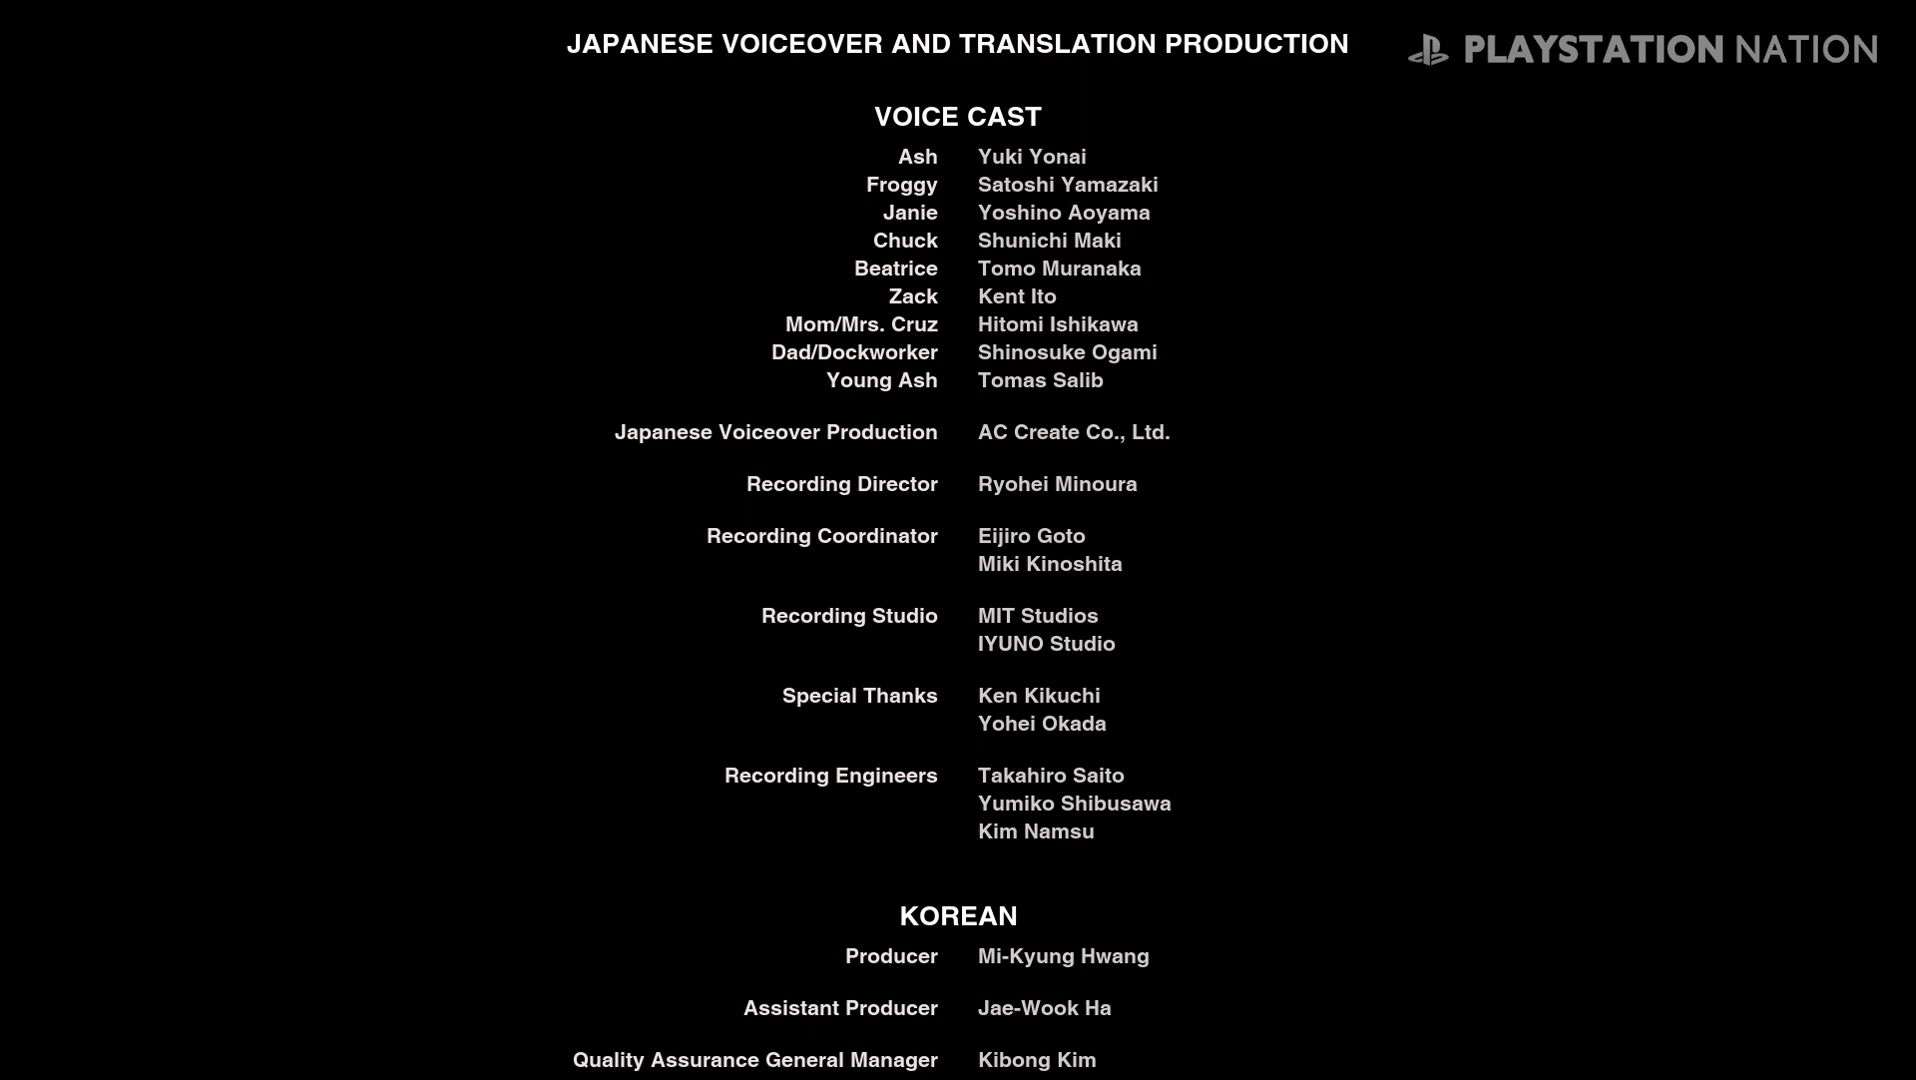 JAPANESE VOICEOVER AND TRANSLATION PRODUCTION
PLAYSTATION NATION
VOICE CAST
Ash Yuki Yonai
Froggy Satoshi Yamazaki
Janie Yoshino Aoyama
Chuck Shunichi Maki
Beatrice Tomo Muranaka
Zack Kent Ito
Mom/Mrs. Cruz Hitomi Ishikawa
Dad/Dockworker Shinosuke Ogami
Young Ash Tomas Salib
Japanese Voiceover Production AC Create Co., Ltd.
Recording Director Ryohei Minoura
Recording Coordinator Eijiro Goto
Miki Kinoshita
Recording Studio MIT Studios
IYUNO Studio
Special Thanks Ken Kikuchi
Yohei Okada
Recording Engineers Takahiro Saito
Yumiko Shibusawa
Kim Namsu
KOREAN
Producer Mi-Kyung Hwang
Assistant Producer Jae-Wook Ha
Quality Assurance General Manager Kibong Kim